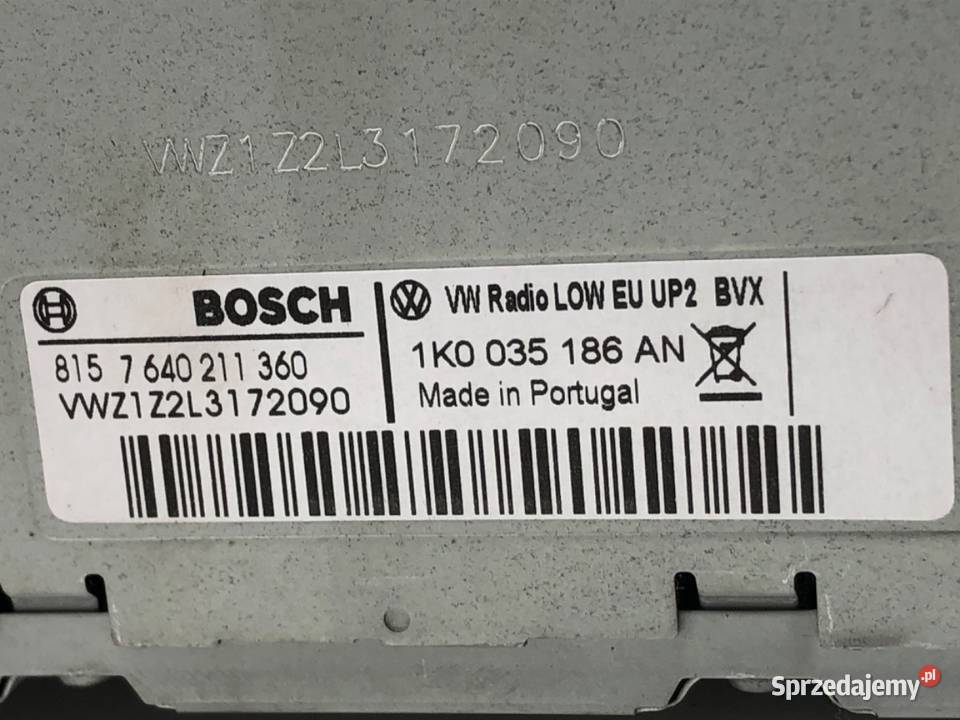 VWZ1Z2L3172090
BOSCH
815 7 640 211 360
VWZ1Z2L3172090
VW Radio LOW EU UP2 BVX
1K0 035 186 AN
Made in Portugal
Sprzedajemy.pl